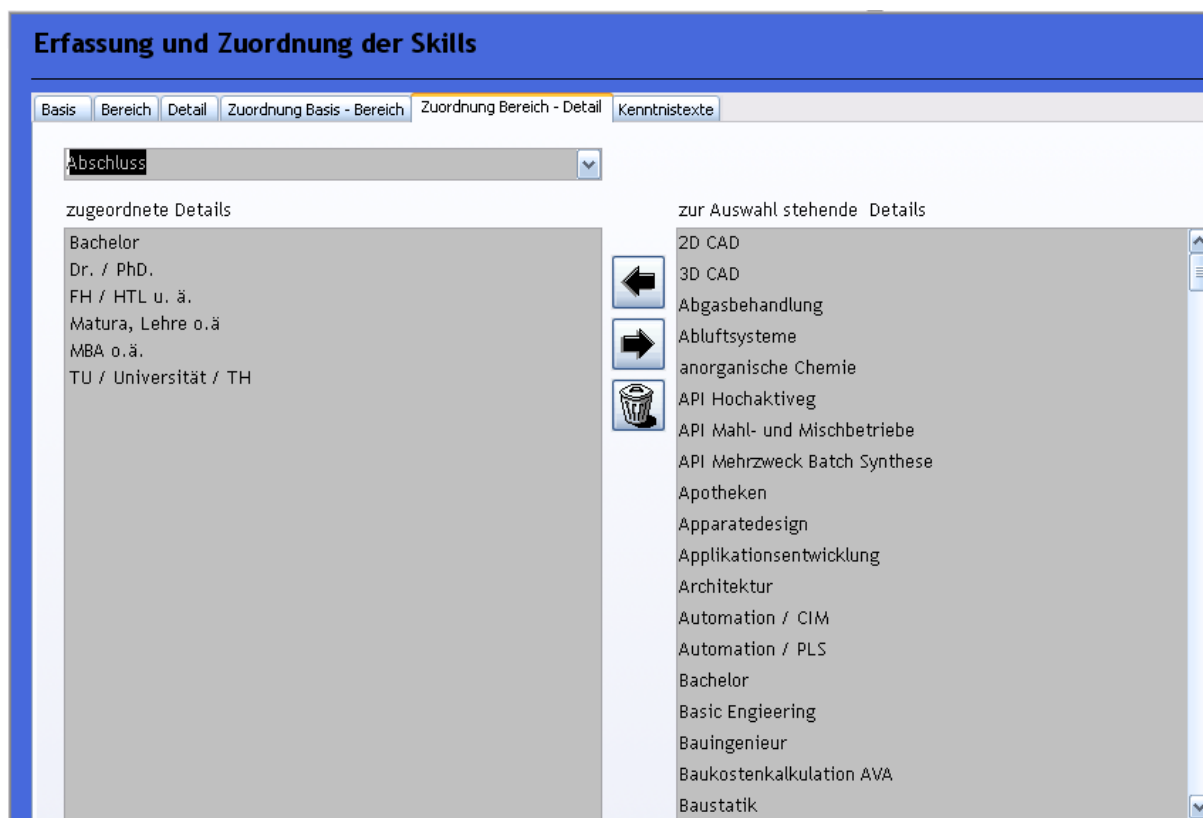 Erfassung und Zuordnung der Skills
Basis Bereich Detail Zuordnung Basis - Bereich Zuordnung Bereich - Detail Kenntnistexte
Abschluss
zugeordnete Details
Bachelor
Dr. / PhD.
FH / HTL u. ä.
Matura, Lehre o.ä
MBA o.ä.
TU / Universität / TH
zur Auswahl stehende Details
2D CAD
3D CAD
Abgasbehandlung
Abluftsysteme
anorganische Chemie
API Hochaktiveg
API Mahl- und Mischbetriebe
API Mehrzweck Batch Synthese
Apotheken
Apparatedesign
Applikationsentwicklung
Architektur
Automation / CIM
Automation / PLS
Bachelor
Basic Engieering
Bauingenieur
Baukostenkalkulation AVA
Baustatik